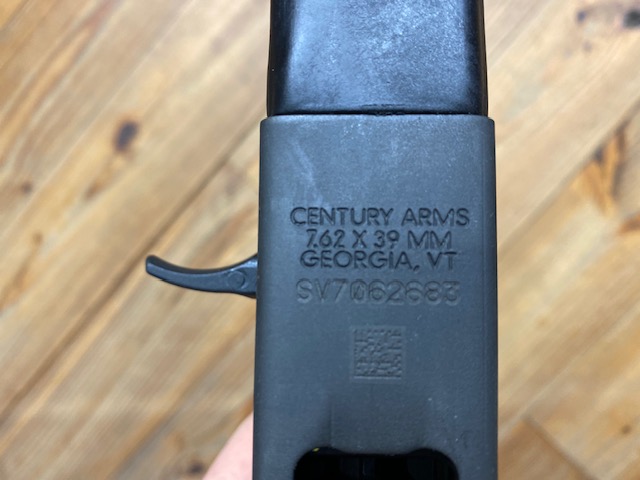 CENTURY ARMS
7.62 X 39 MM
GEORGIA, VT
SV7062683